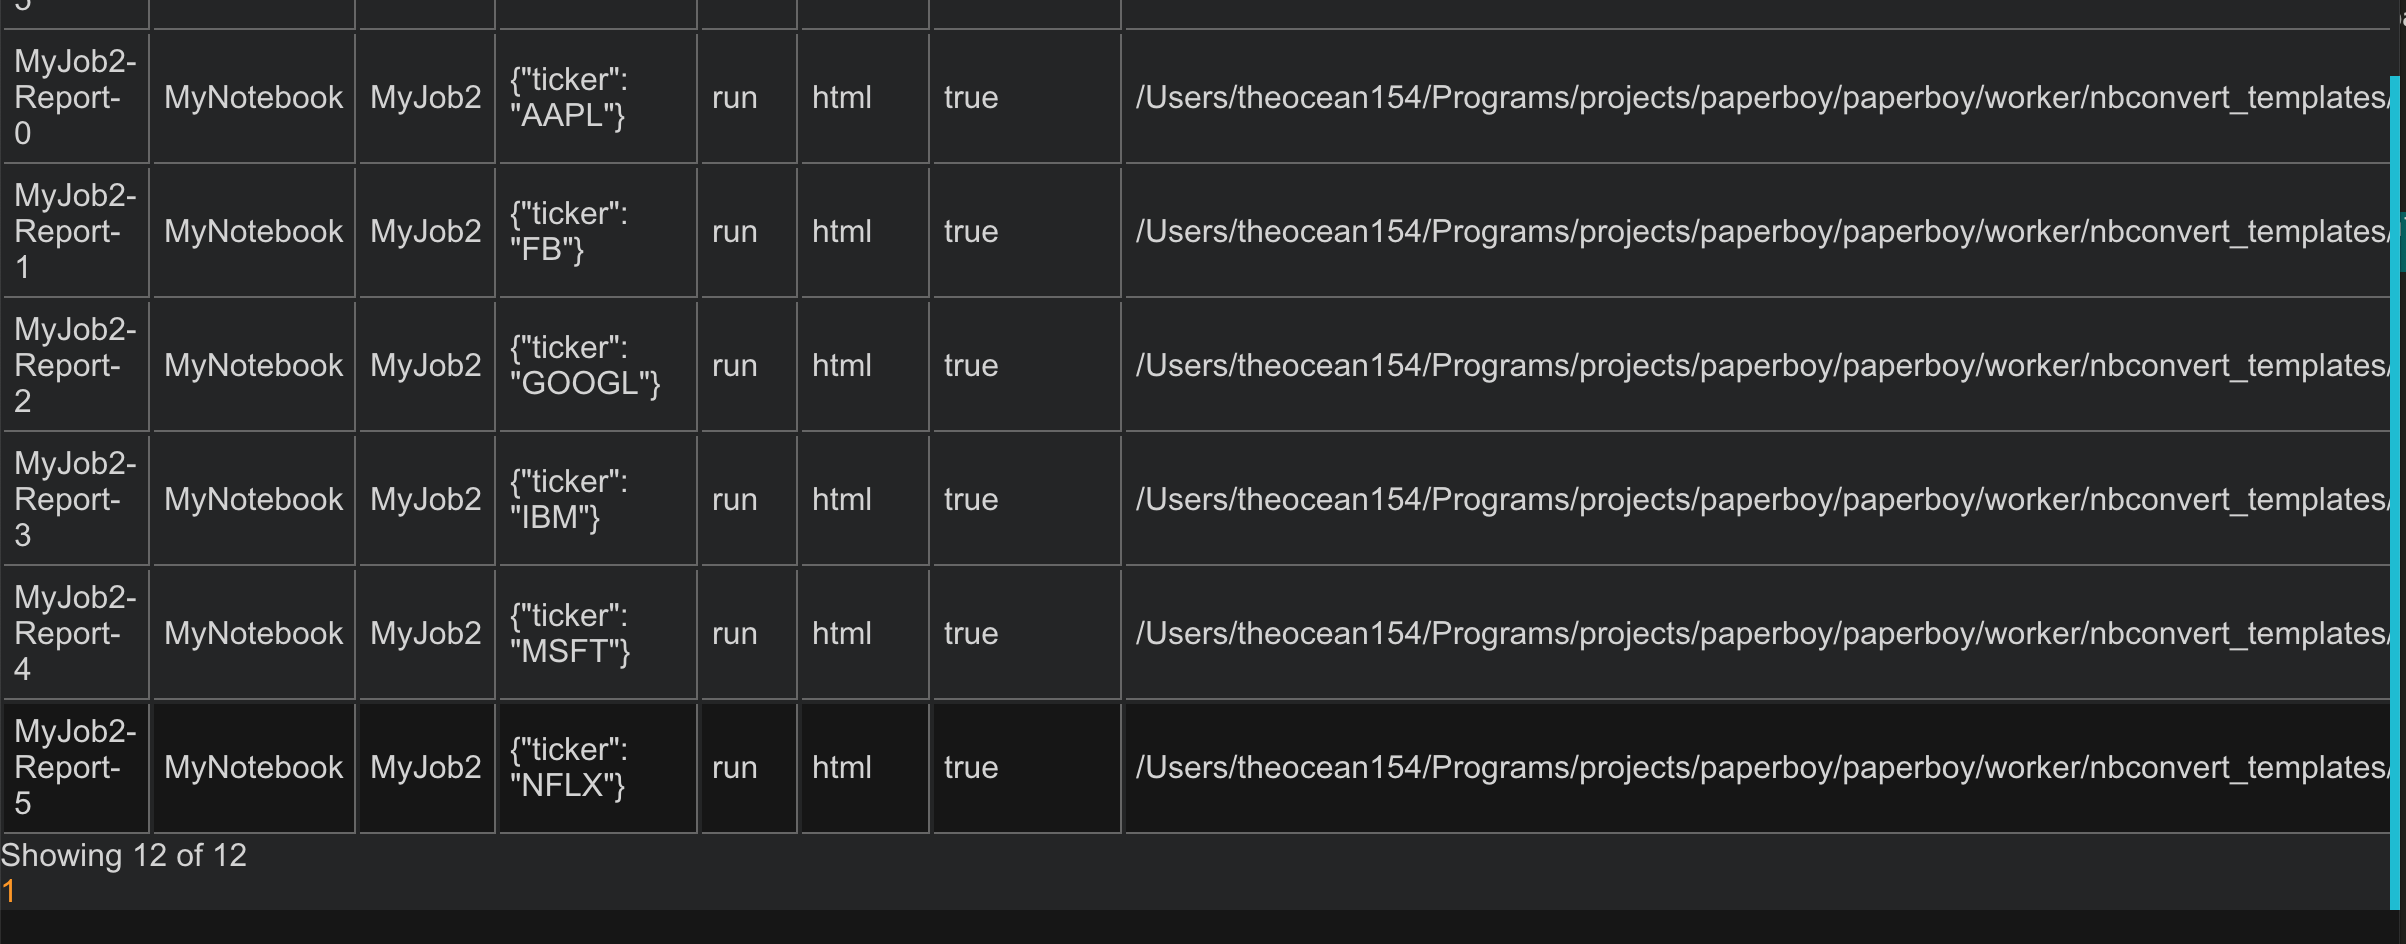 MyJob2-
Report-
0
MyNotebook
MyJob2
{"ticker":
"AAPL"}
run
html
true
/Users/theocean154/Programs/projects/paperboy/paperboy/worker/nbconvert_templates/
MyJob2-
Report-
1
MyNotebook
MyJob2
{"ticker":
"FB"}
run
html
true
/Users/theocean154/Programs/projects/paperboy/paperboy/worker/nbconvert_templates/
MyJob2-
Report-
2
MyNotebook
MyJob2
{"ticker":
"GOOGL"}
run
html
true
/Users/theocean154/Programs/projects/paperboy/paperboy/worker/nbconvert_templates/
MyJob2-
Report-
3
MyNotebook
MyJob2
{"ticker":
"IBM"}
run
html
true
/Users/theocean154/Programs/projects/paperboy/paperboy/worker/nbconvert_templates/
MyJob2-
Report-
4
MyNotebook
MyJob2
{"ticker":
"MSFT"}
run
html
true
/Users/theocean154/Programs/projects/paperboy/paperboy/worker/nbconvert_templates/
MyJob2-
Report-
5
MyNotebook
MyJob2
{"ticker":
"NFLX"}
run
html
true
/Users/theocean154/Programs/projects/paperboy/paperboy/worker/nbconvert_templates/
Showing 12 of 12
1